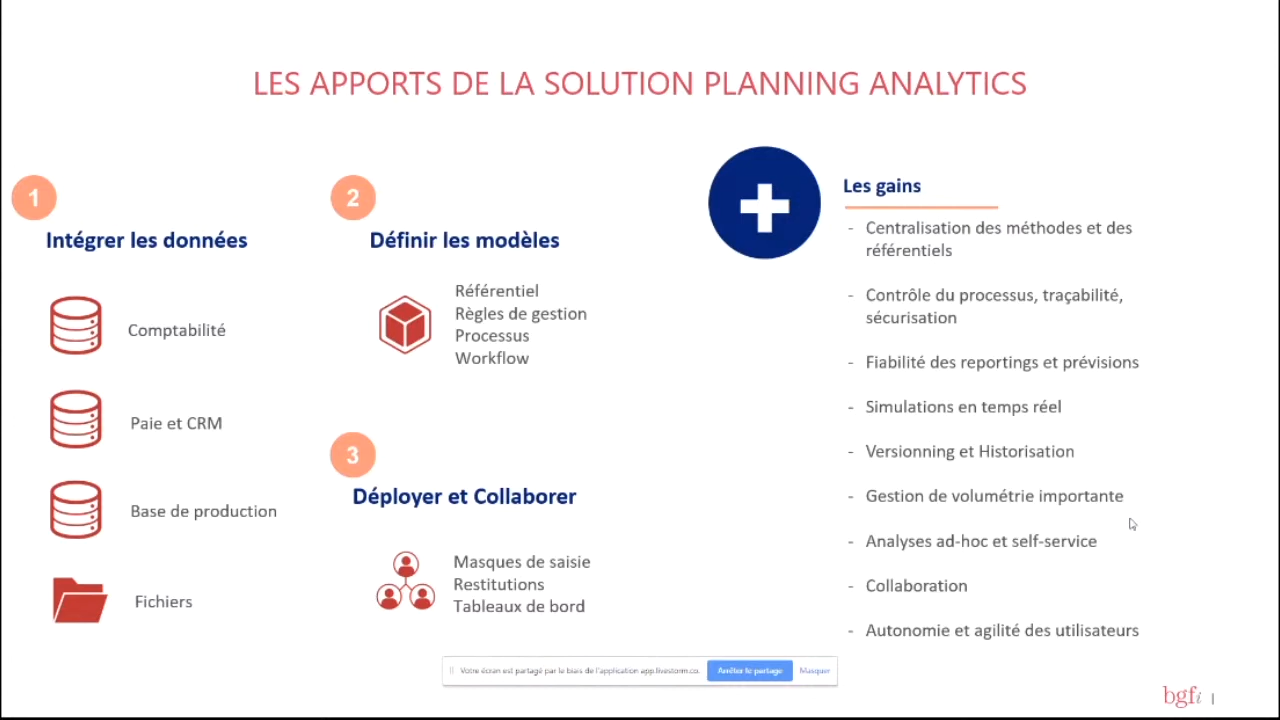 LES APPORTS DE LA SOLUTION PLANNING ANALYTICS
1
Intégrer les données
Comptabilité
Paie et CRM
Base de production
Fichiers
2
Définir les modèles
Référentiel
Règles de gestion
Processus
Workflow
3
Déployer et Collaborer
Masques de saisie
Restitutions
Tableaux de bord
Les gains
- Centralisation des méthodes et des
référentiels
- Contrôle du processus, traçabilité,
sécurisation
- Fiabilité des reportings et prévisions
- Simulations en temps réel
- Versionning et Historisation
- Gestion de volumétrie importante
- Analyses ad-hoc et self-service
- Collaboration
- Autonomie et agilité des utilisateurs
Votre écran est partagé par le biais de l'application app.livestorm.co. Arrêter le partage Masquer
bgfi |